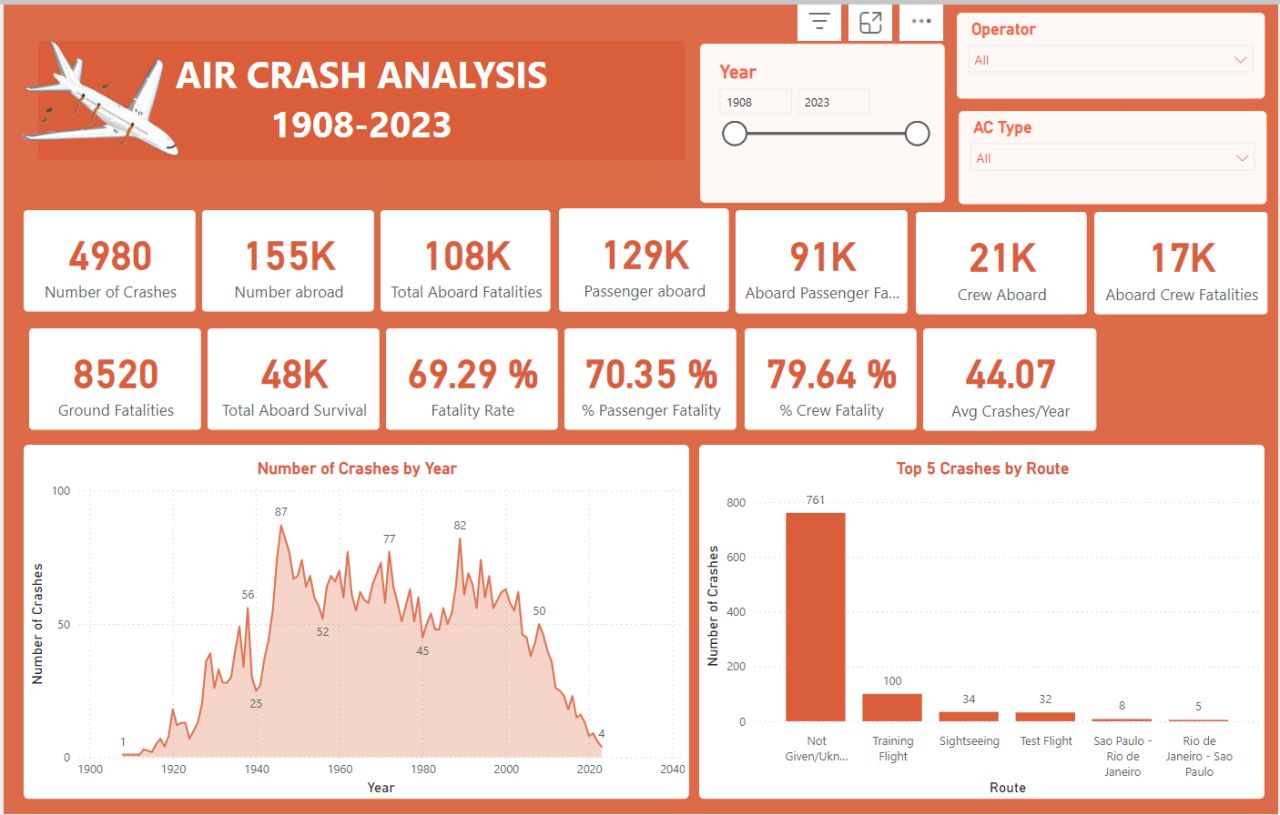 AIR CRASH ANALYSIS
1908-2023
Year
1908 2023
Operator
All
AC Type
All
4980
Number of Crashes
155K
Number abroad
108K
Total Aboard Fatalities
129K
Passenger aboard
91K
Aboard Passenger Fa...
21K
Crew Aboard
17K
Aboard Crew Fatalities
8520
Ground Fatalities
48K
Total Aboard Survival
69.29 %
Fatality Rate
70.35 %
% Passenger Fatality
79.64 %
% Crew Fatality
44.07
Avg Crashes/Year
Number of Crashes by Year
Number of Crashes
100
50
0
1
56
25
87
52
77
45
82
50
4
1900 1920 1940 1960 1980 2000 2020 2040
Year
Top 5 Crashes by Route
Number of Crashes
800
600
400
200
0
761
100
34
32
8
5
Not
Given/Ukn...
Training
Flight
Sightseeing
Test Flight
Sao Paulo -
Rio de
Janeiro
Rio de
Janeiro - Sao
Paulo
Route